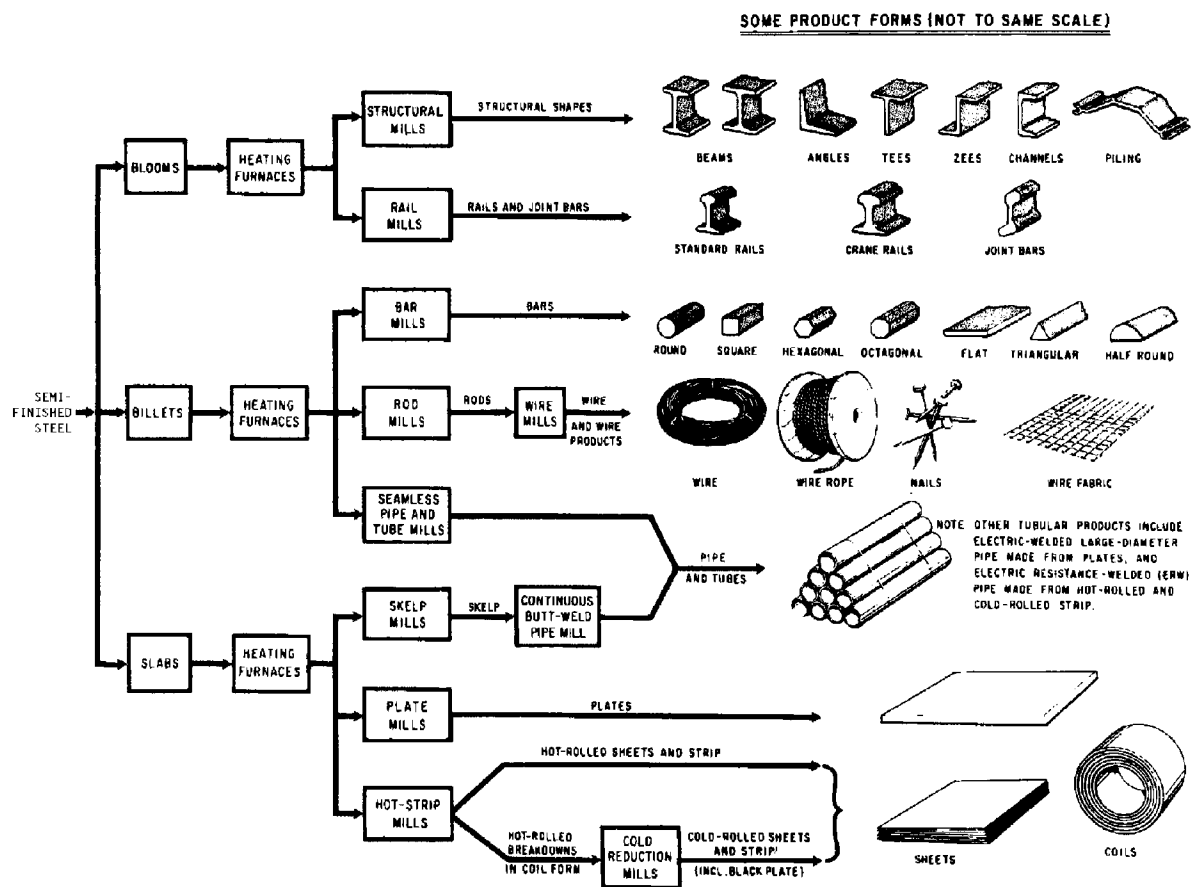 SOME PRODUCT FORMS (NOT TO SAME SCALE)
STRUCTURAL
MILLS
STRUCTURAL SHAPES
BEAMS
ANGLES
TEES
ZEES
CHANNELS
PILING
BLOOMS
HEATING
FURNACES
RAIL
MILLS
RAILS AND JOINT BARS
STANDARD RAILS
CRANE RAILS
JOINT BARS
BAR
MILLS
BARS
ROUND
SQUARE
HEXAGONAL
OCTAGONAL
FLAT
TRIANGULAR
HALF ROUND
SEMI-
FINISHED
STEEL
BILLETS
HEATING
FURNACES
ROD
MILLS
RODS
WIRE
MILLS
WIRE
AND WIRE
PRODUCTS
WIRE
WIRE ROPE
NAILS
WIRE FABRIC
SEAMLESS
PIPE AND
TUBE MILLS
PIPE
AND TUBES
NOTE OTHER TUBULAR PRODUCTS INCLUDE
ELECTRIC-WELDED LARGE-DIAMETER
PIPE MADE FROM PLATES, AND
ELECTRIC RESISTANCE-WELDED (ERW)
PIPE MADE FROM HOT-ROLLED AND
COLD-ROLLED STRIP.
SKELP
MILLS
SKELP
CONTINUOUS
BUTT-WELD
PIPE MILL
SLABS
HEATING
FURNACES
PLATE
MILLS
PLATES
HOT-ROLLED SHEETS AND STRIP
HOT-STRIP
MILLS
HOT-ROLLED
BREAKDOWNS
IN COIL FORM
COLD
REDUCTION
MILLS
COLD-ROLLED SHEETS
AND STRIP
(INCL. BLACK PLATE)
SHEETS
COILS